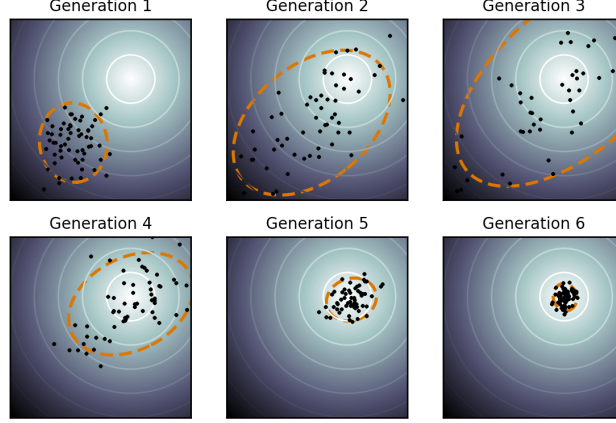 Generation 1
Generation 2
Generation 3
Generation 4
Generation 5
Generation 6